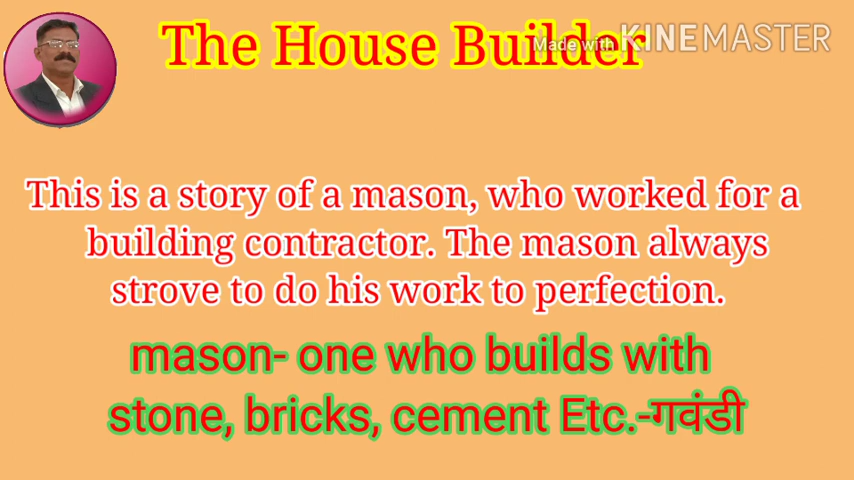 The House Builder
Made with KINEMASTER
This is a story of a mason, who worked for a
building contractor. The mason always
strove to do his work to perfection.
mason- one who builds with
stone, bricks, cement Etc.-गवंडी